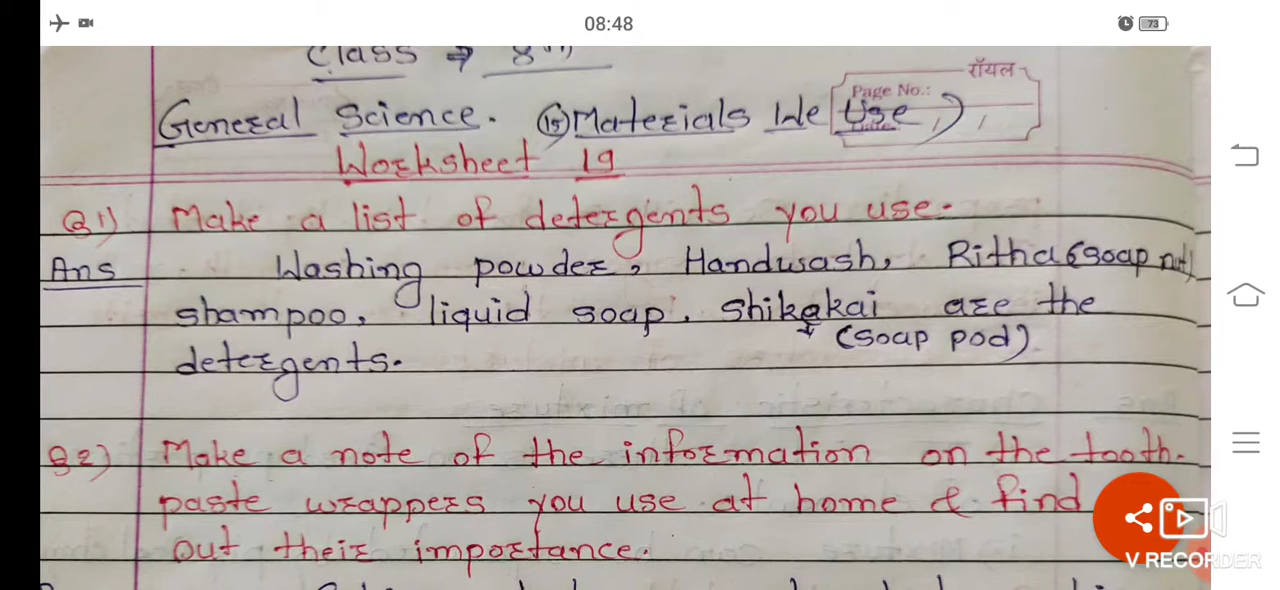 08:48
73
Class → 8th
रॉयल
Page No.:
Date
General Science. (15) Materials We Use)
Worksheet 19
Q1) Make a list of detergents you use.
Ans Washing powder, Handwash, Ritha (soap nut)
shampoo, liquid soap, shikakai are the
(soap pod)
detergents.
Q2) Make a note of the information on the tooth-
paste wrappers you use at home & find
out their importance.
V RECORDER